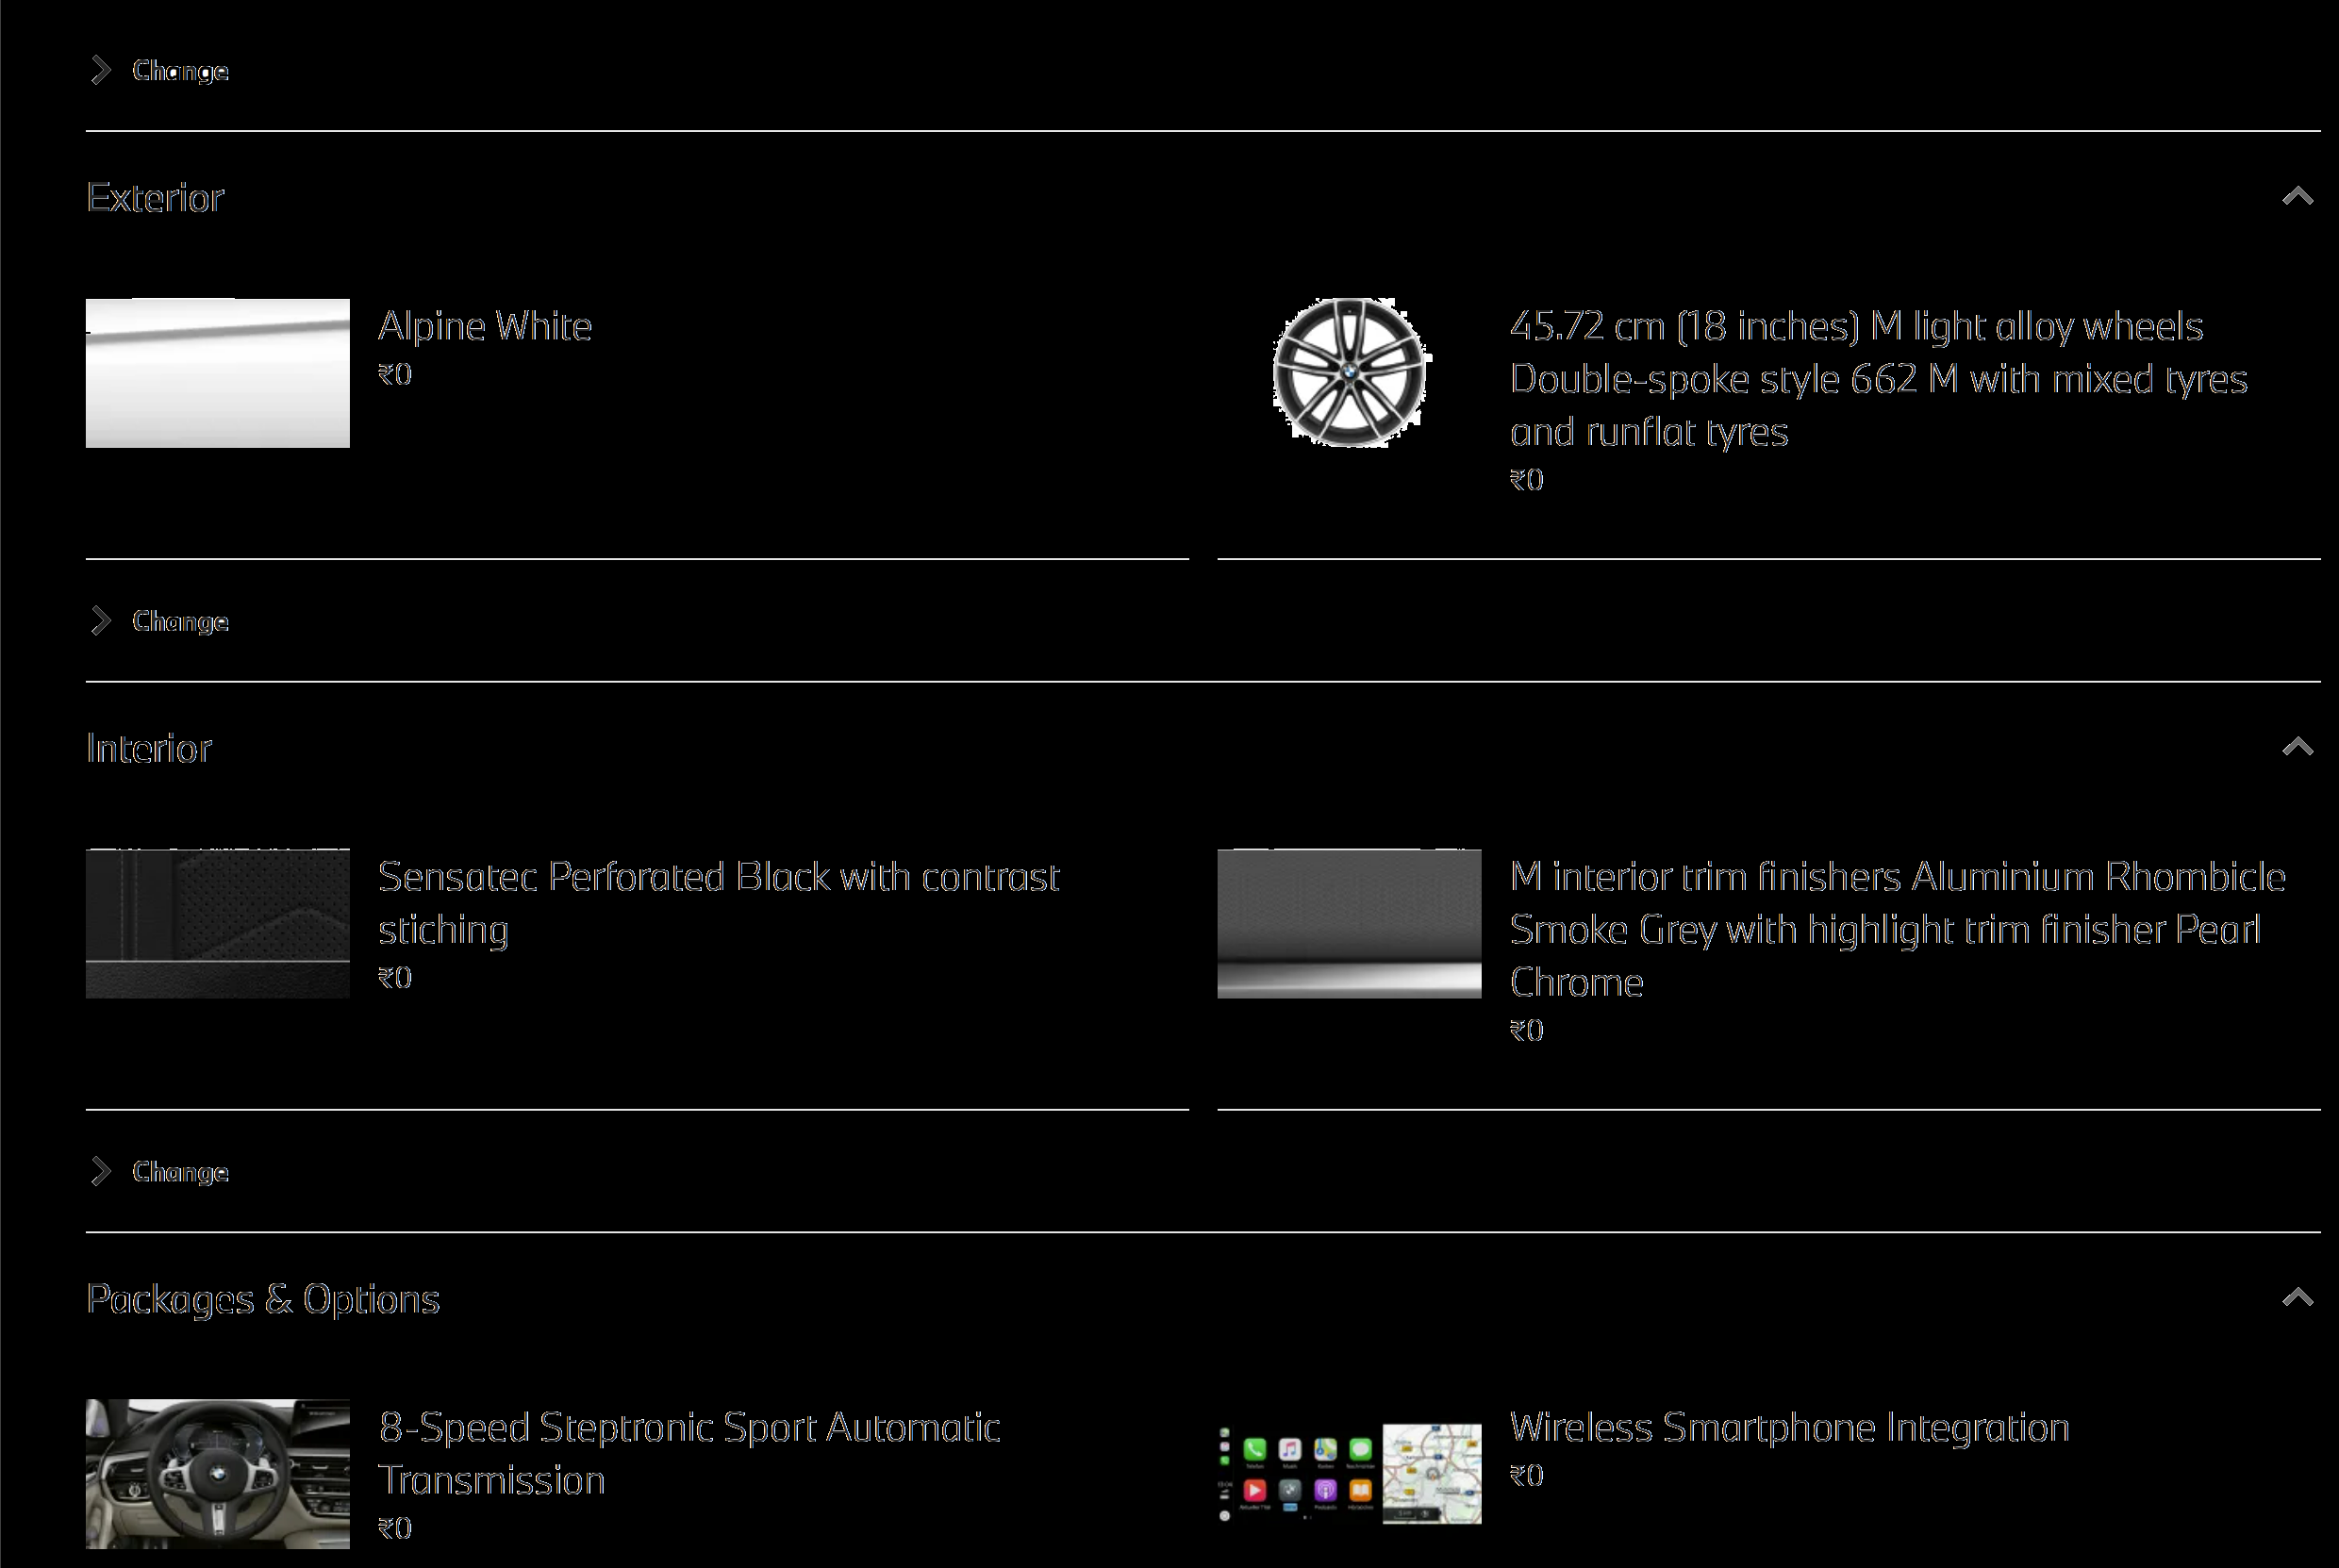 Change
Exterior
Alpine White
₹0
45.72 cm (18 inches) M light alloy wheels
Double-spoke style 662 M with mixed tyres
and runflat tyres
₹0
Change
Interior
Sensatec Perforated Black with contrast
stiching
₹0
M interior trim finishers Aluminium Rhombicle
Smoke Grey with highlight trim finisher Pearl
Chrome
₹0
Change
Packages & Options
8-Speed Steptronic Sport Automatic
Transmission
₹0
Wireless Smartphone Integration
₹0